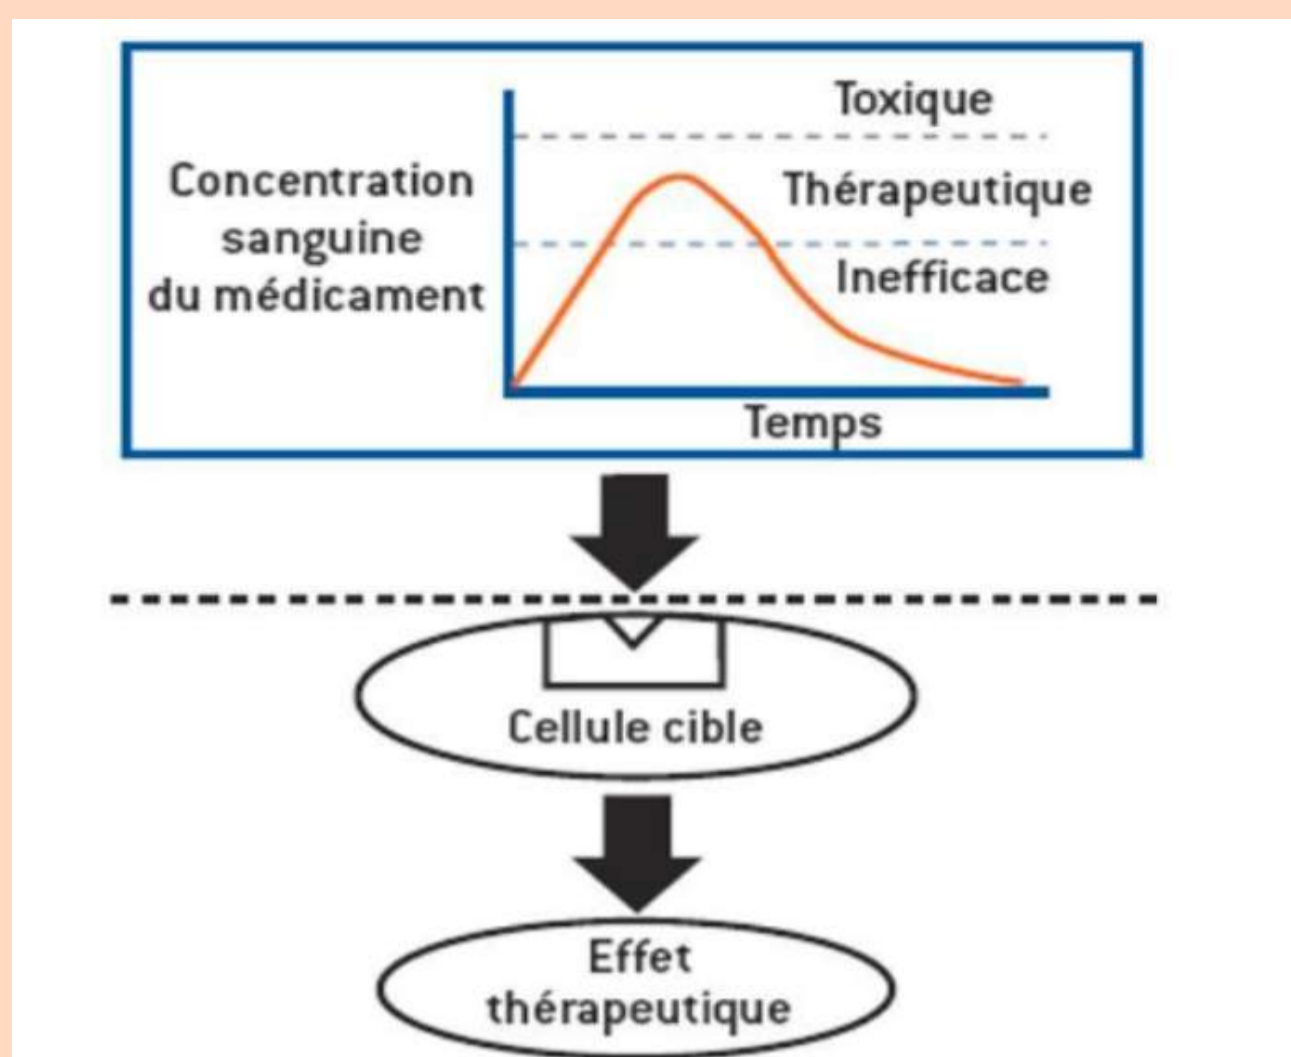 Toxique
Concentration
sanguine
du médicament
Thérapeutique
Inefficace
Temps
Cellule cible
Effet
thérapeutique